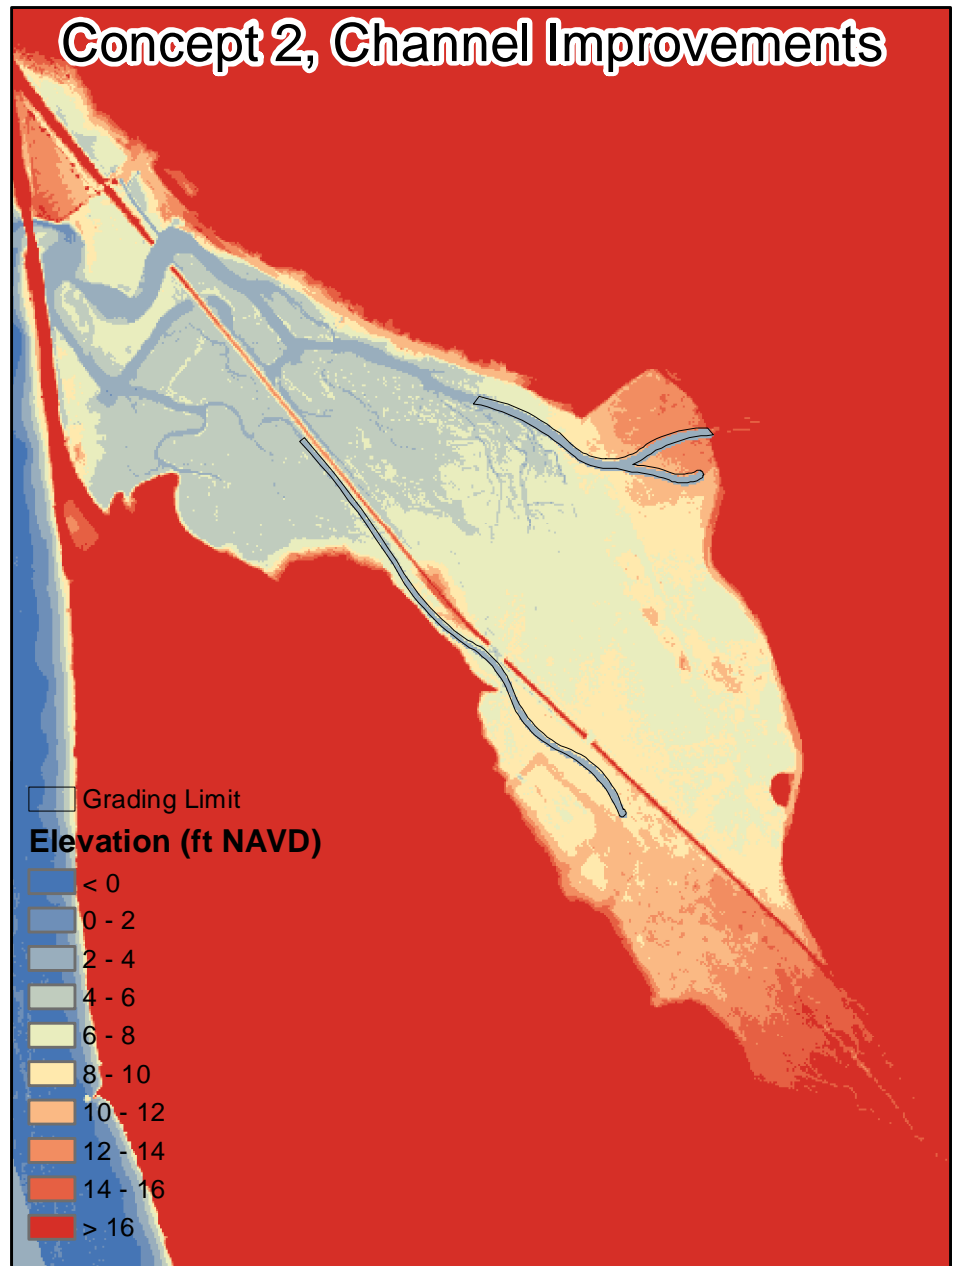 Concept 2, Channel Improvements
Grading Limit
Elevation (ft NAVD)
< 0
0 - 2
2 - 4
4 - 6
6 - 8
8 - 10
10 - 12
12 - 14
14 - 16
> 16